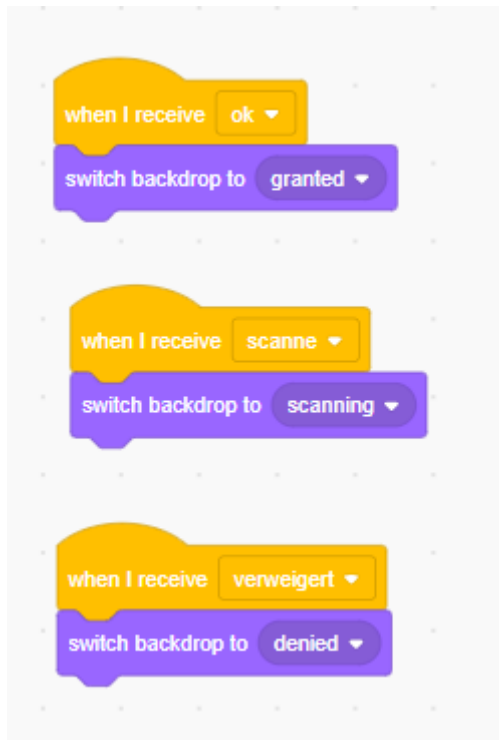 when I receive ok
switch backdrop to granted
when I receive scanne
switch backdrop to scanning
when I receive verweigert
switch backdrop to denied